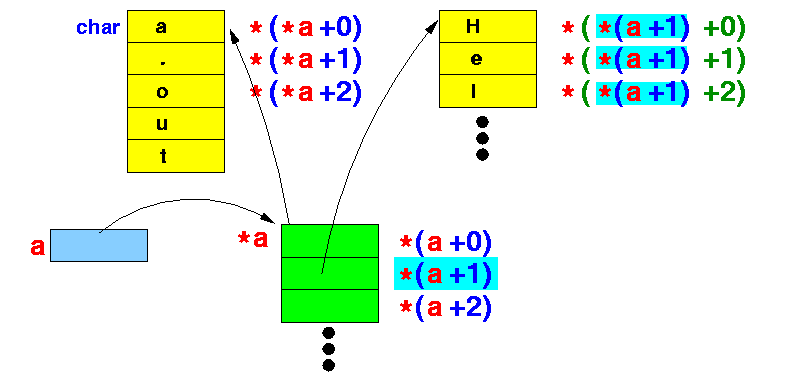 char a *(*a+0)
. *(*a+1)
o *(*a+2)
u
t
H *( *(a+1) +0)
e *( *(a+1) +1)
l *( *(a+1) +2)
a
*a *(a+0)
*(a+1)
*(a+2)